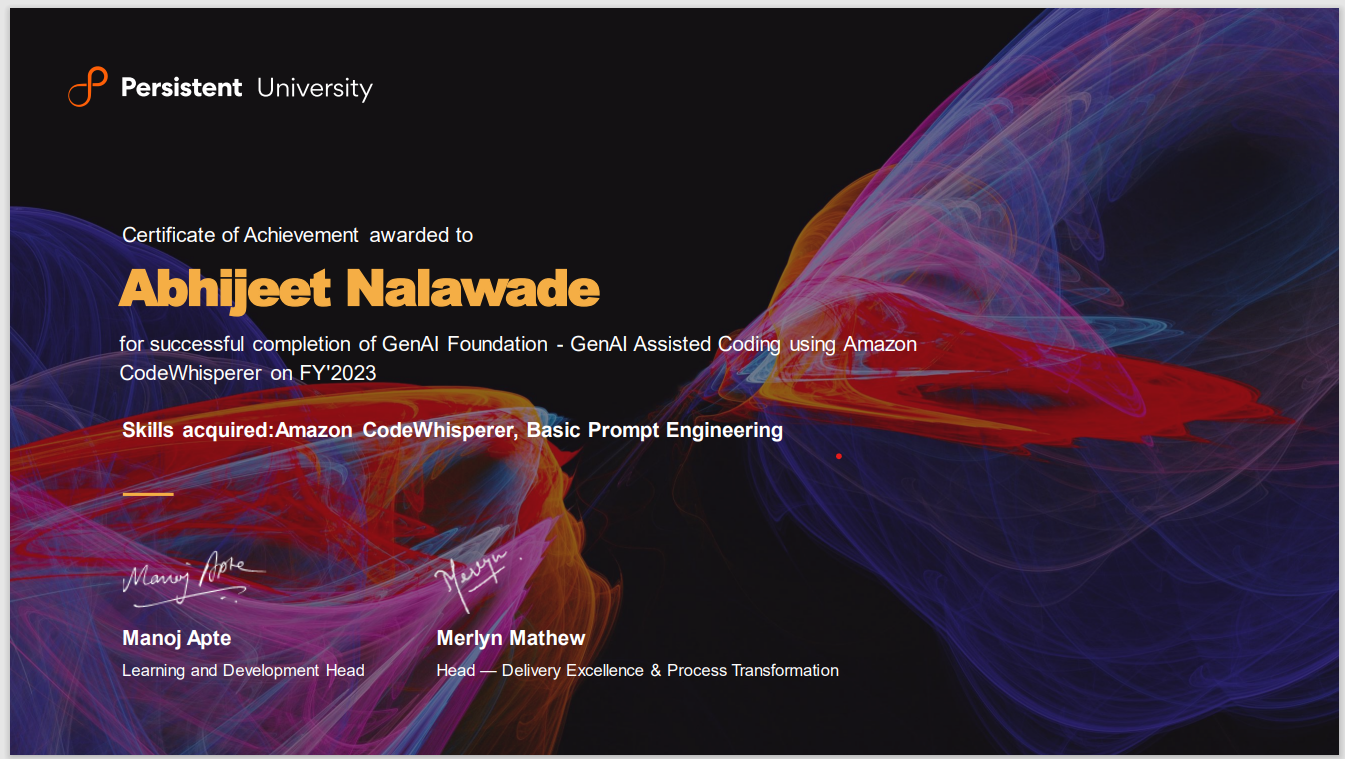 Persistent University
Certificate of Achievement awarded to
Abhijeet Nalawade
for successful completion of GenAI Foundation - GenAI Assisted Coding using Amazon
CodeWhisperer on FY'2023
Skills acquired:Amazon CodeWhisperer, Basic Prompt Engineering
Manoj Apte
Merlyn
Manoj Apte
Merlyn Mathew
Learning and Development Head
Head — Delivery Excellence & Process Transformation